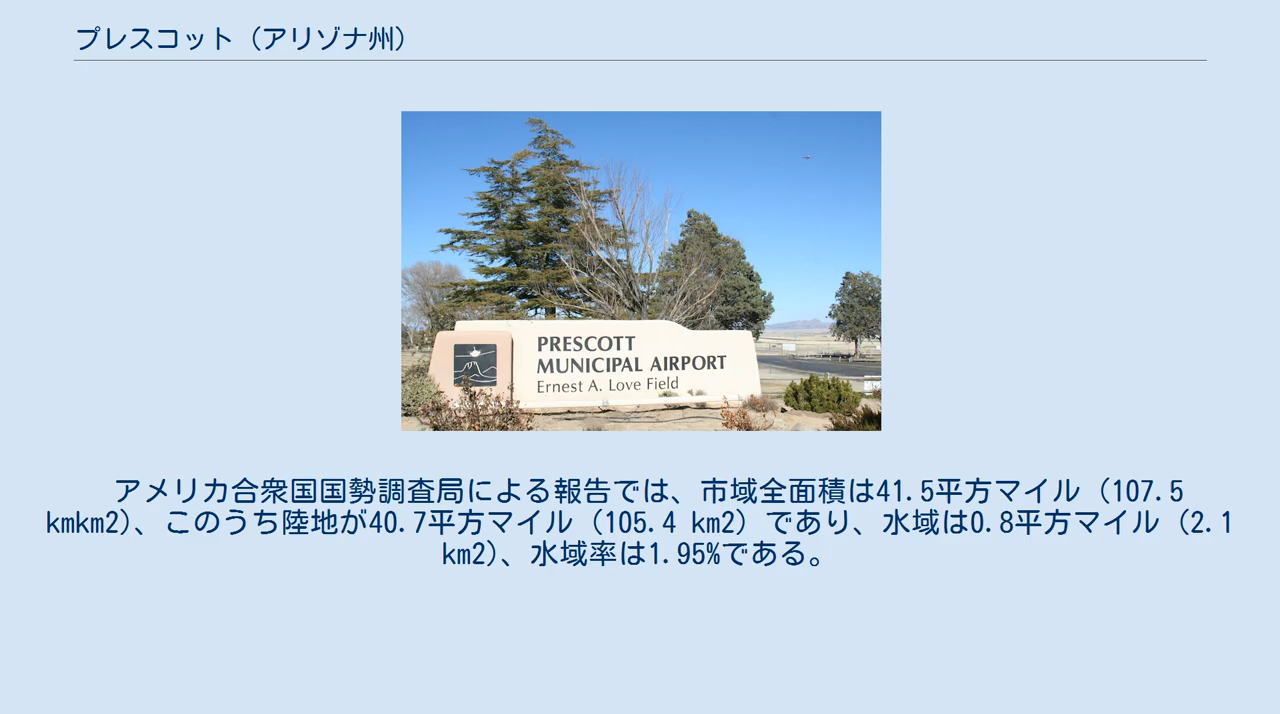 プレスコット（アリゾナ州）
PRESCOTT
MUNICIPAL AIRPORT
Ernest A. Love Field
アメリカ合衆国国勢調査局による報告では、市域全面積は41.5平方マイル（107.5
kmkm2)、このうち陸地が40.7平方マイル（105.4 km2）であり、水域は0.8平方マイル（2.1
km2)、水域率は1.95%である。